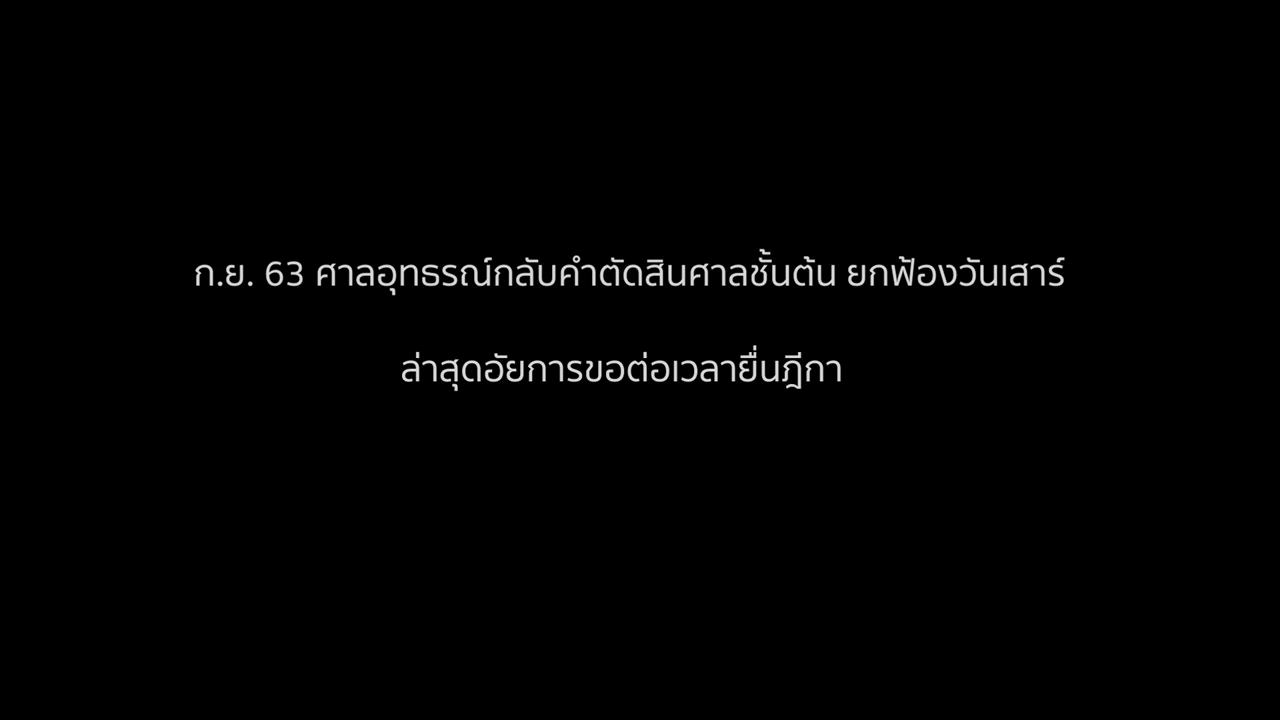 ก.ย. 63 ศาลอุทธรณ์กลับคำตัดสินศาลชั้นต้น ยกฟ้องวันเสาร์
ล่าสุดอัยการขอต่อเวลายื่นฎีกา